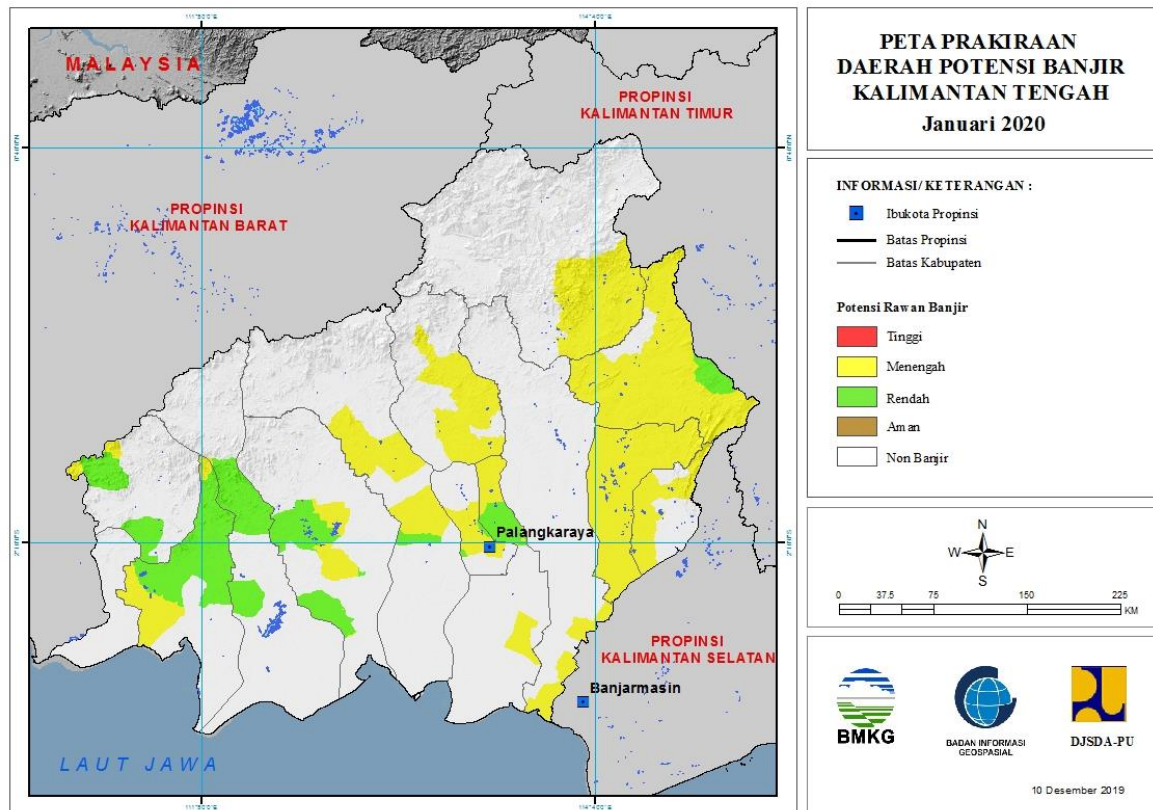 MALAYSIA
PROPINSI
KALIMANTAN TIMUR
PROPINSI
KALIMANTAN BARAT
Palangkaraya
PROPINSI
KALIMANTAN SELATAN
Banjarmasin
LAUT JAWA
PETA PRAKIRAAN
DAERAH POTENSI BANJIR
KALIMANTAN TENGAH
Januari 2020
INFORMASI/ KETERANGAN :
Ibukota Propinsi
Batas Propinsi
Batas Kabupaten
Potensi Rawan Banjir
Tinggi
Menengah
Rendah
Aman
Non Banjir
N
W E
S
0 37.5 75 150 225
KM
BMKG
BADAN INFORMASI
GEOSPASIAL
DJSDA-PU
10 Desember 2019